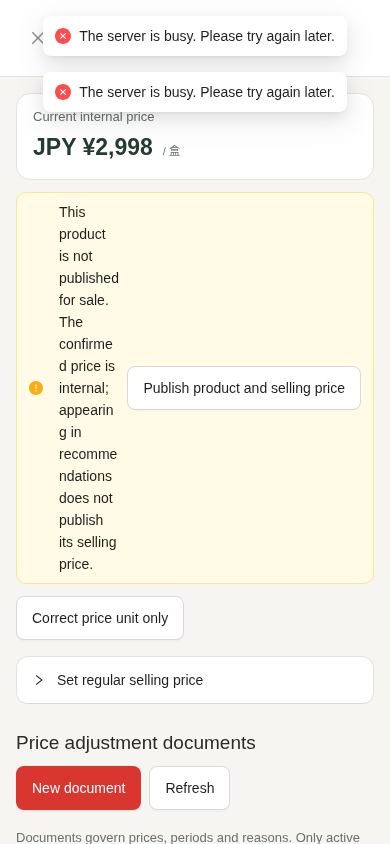 The server is busy. Please try again later.
The server is busy. Please try again later.
Current internal price
JPY ¥2,998 / 盒
This
product
is not
published
for sale.
The
confirme
d price is
internal;
appearin
g in
recomme
ndations
does not
publish
its selling
price.
Publish product and selling price
Correct price unit only
Set regular selling price
Price adjustment documents
New document
Refresh
Documents govern prices, periods and reasons. Only active